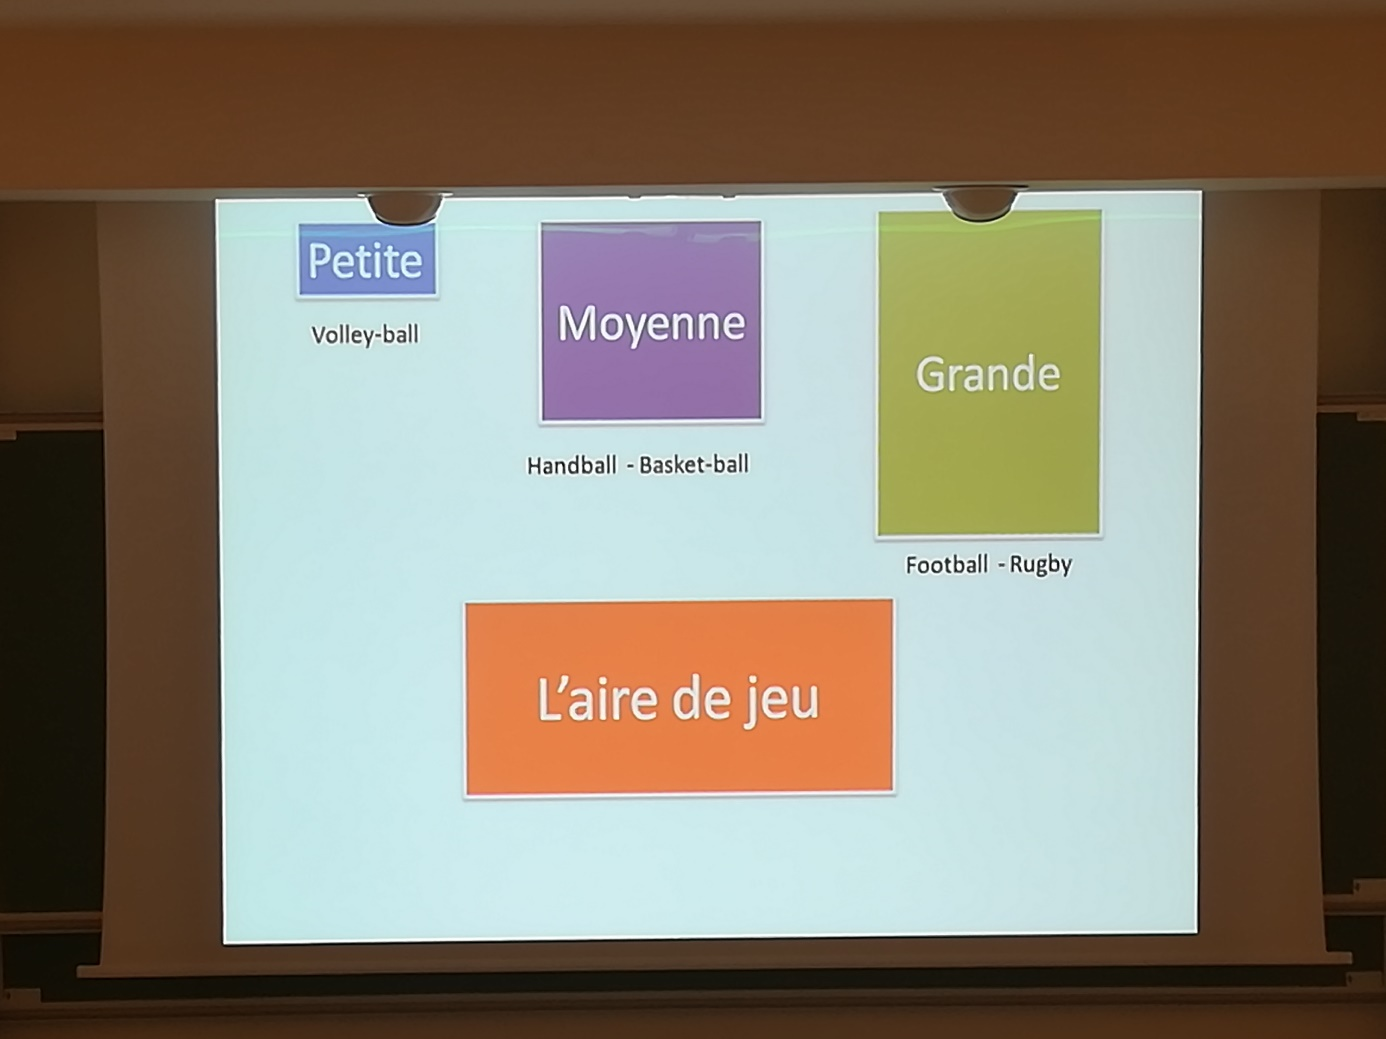 Petite
Volley-ball
Moyenne
Handball - Basket-ball
Grande
Football - Rugby
L'aire de jeu